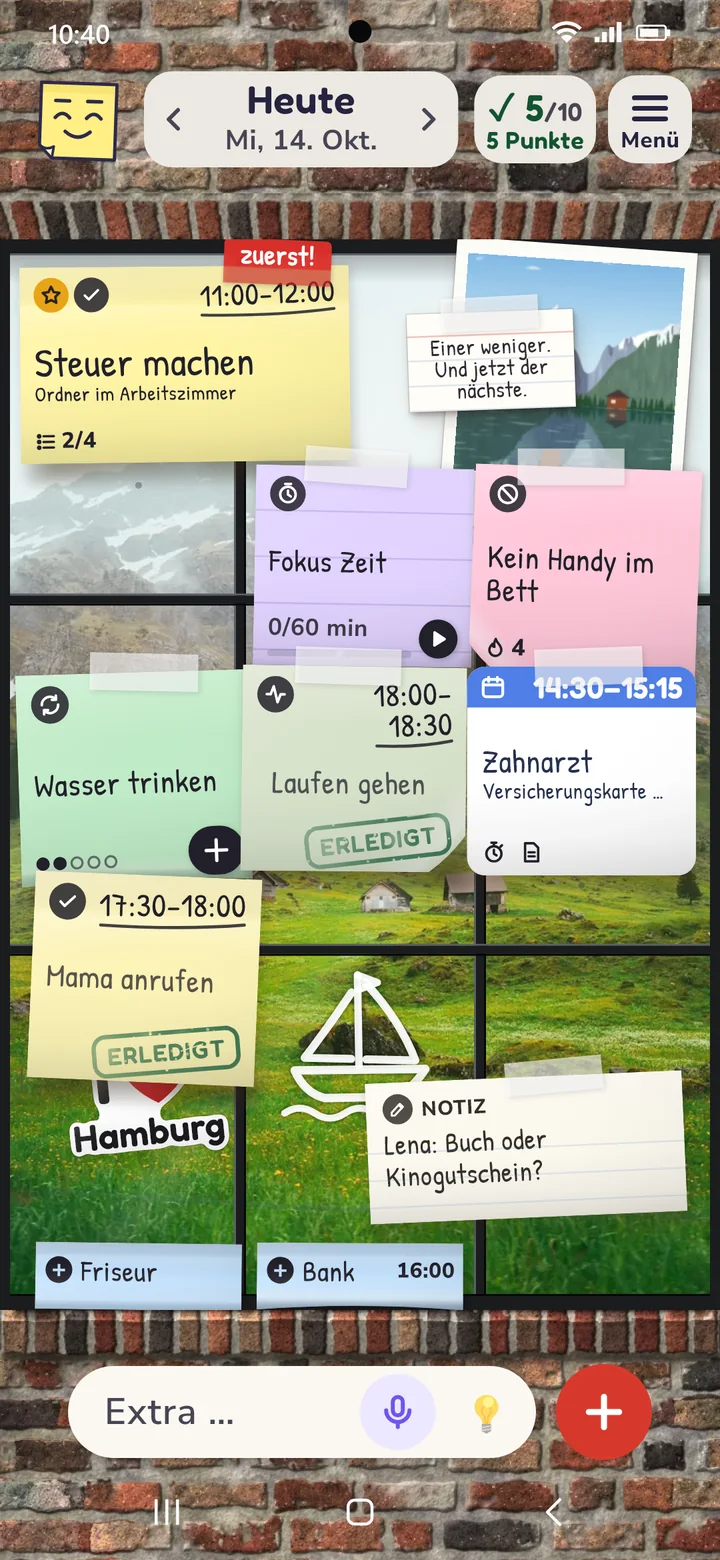 10:40
Heute
Mi, 14. Okt.
✓ 5/10
5 Punkte
Menü
zuerst!
11:00–12:00
Steuer machen
Ordner im Arbeitszimmer
2/4
Einer weniger.
Und jetzt der
nächste.
Fokus Zeit
0/60 min
Kein Handy im
Bett
4
Wasser trinken
18:00–
18:30
Laufen gehen
ERLEDIGT
14:30–15:15
Zahnarzt
Versicherungskarte ...
17:30–18:00
Mama anrufen
ERLEDIGT
I
Hamburg
NOTIZ
Lena: Buch oder
Kinogutschein?
Friseur
Bank 16:00
Extra ...